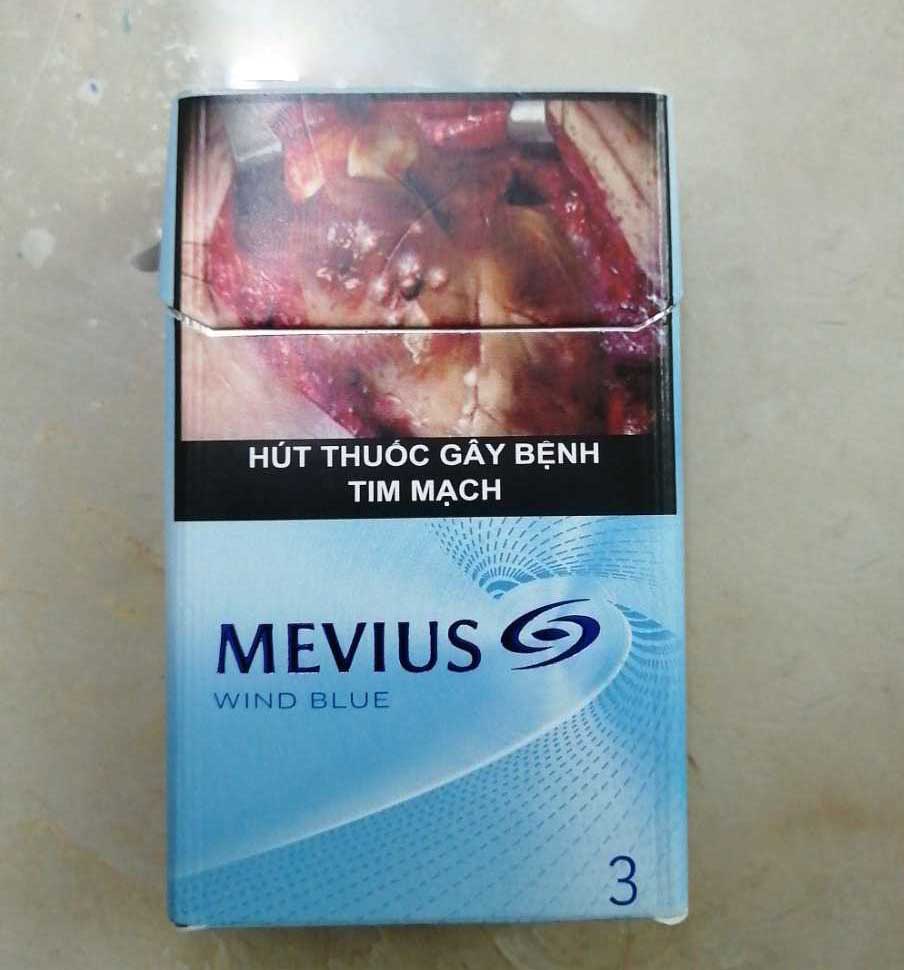 HÚT THUỐC GÂY BỆNH
TIM MẠCH
MEVIUS
WIND BLUE
3